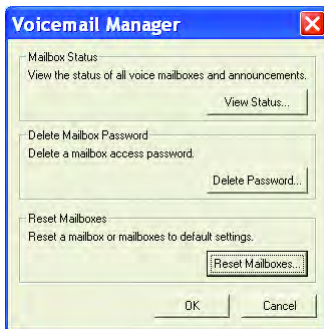 Voicemail Manager
Mailbox Status
View the status of all voice mailboxes and announcements.
View Status...
Delete Mailbox Password
Delete a mailbox access password.
Delete Password...
Reset Mailboxes
Reset a mailbox or mailboxes to default settings.
Reset Mailboxes...
OK Cancel